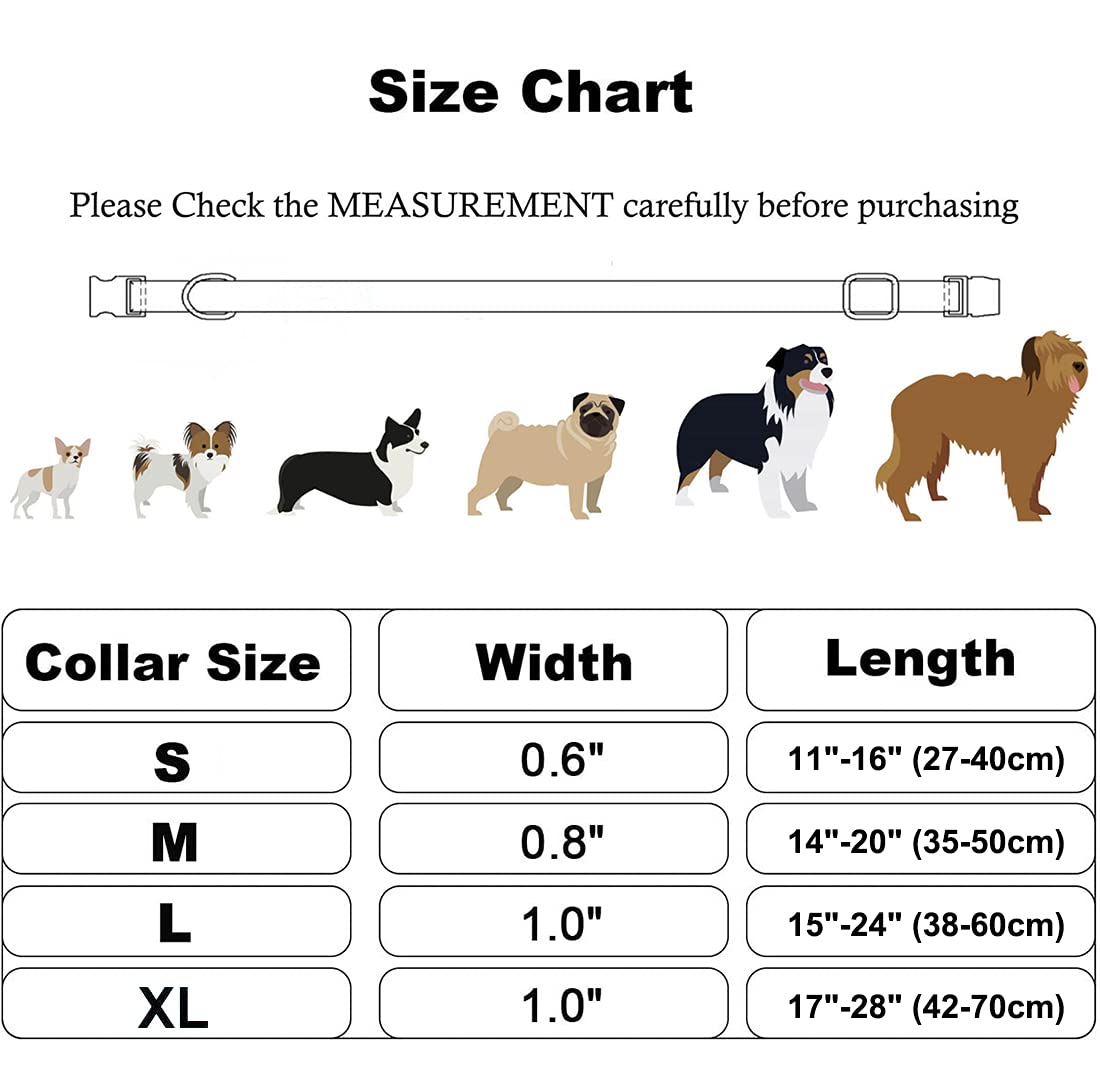 Size Chart
Please Check the MEASUREMENT carefully before purchasing
Collar Size Width Length
S 0.6" 11"-16" (27-40cm)
M 0.8" 14"-20" (35-50cm)
L 1.0" 15"-24" (38-60cm)
XL 1.0" 17"-28" (42-70cm)